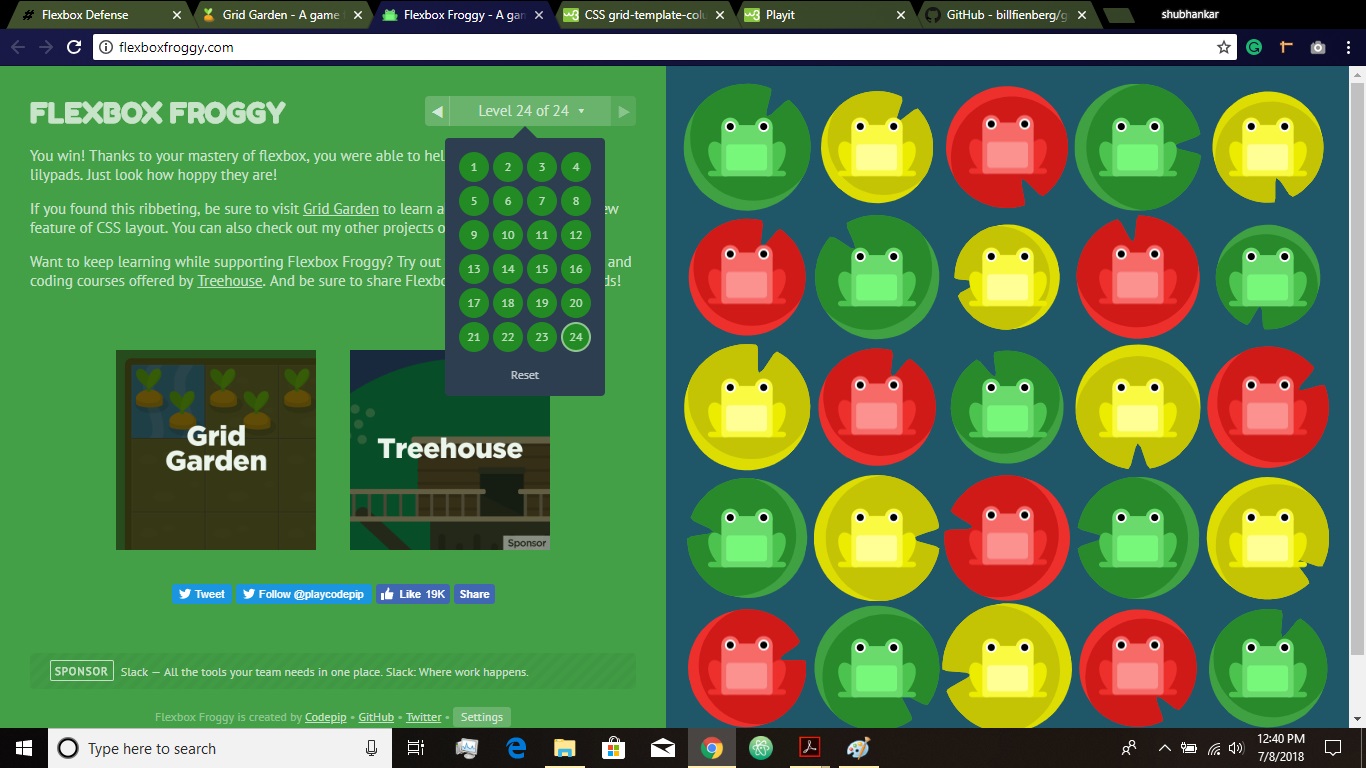 Flexbox Defense
Grid Garden - A game
Flexbox Froggy - A gam
CSS grid-template-colu
Playit
GitHub - billfienberg/g
shubhankar
flexboxfroggy.com
FLEXBOX FROGGY
Level 24 of 24
You win! Thanks to your mastery of flexbox, you were able to hel
lilypads. Just look how hoppy they are!
If you found this ribbeting, be sure to visit Grid Garden to learn a
ew
feature of CSS layout. You can also check out my other projects o
Want to keep learning while supporting Flexbox Froggy? Try out
and
coding courses offered by Treehouse. And be sure to share Flexbo
ds!
1 2 3 4
5 6 7 8
9 10 11 12
13 14 15 16
17 18 19 20
21 22 23 24
Reset
Grid
Garden
Treehouse
Sponsor
Tweet
Follow @playcodepip
Like 19K
Share
SPONSOR Slack — All the tools your team needs in one place. Slack: Where work happens.
Flexbox Froggy is created by Codepip • GitHub • Twitter • Settings
Type here to search
12:40 PM
7/8/2018